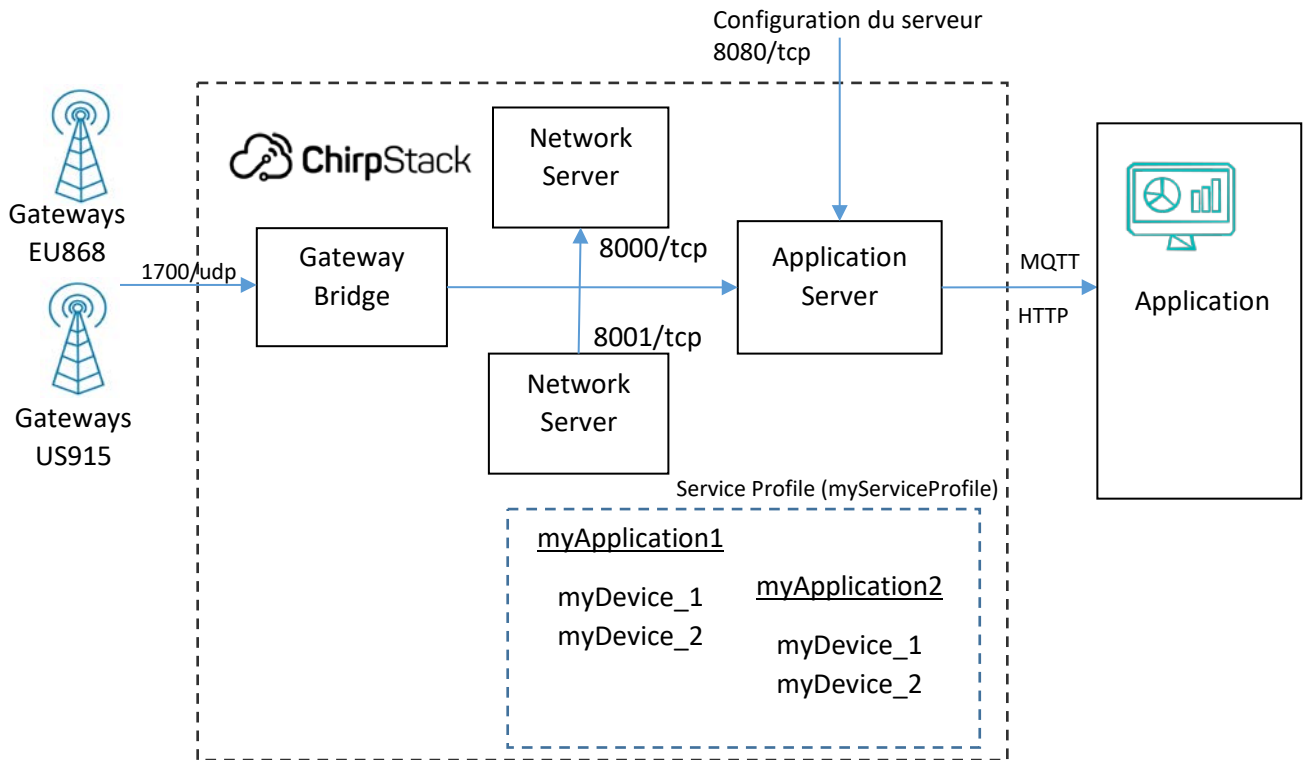 Configuration du serveur
8080/tcp
Gateways
EU868
1700/udp
Gateways
US915
ChirpStack
Network
Server
Gateway
Bridge
8000/tcp
8001/tcp
Network
Server
Application
Server
MQTT
HTTP
Application
Service Profile (myServiceProfile)
myApplication1
myDevice_1
myDevice_2
myApplication2
myDevice_1
myDevice_2